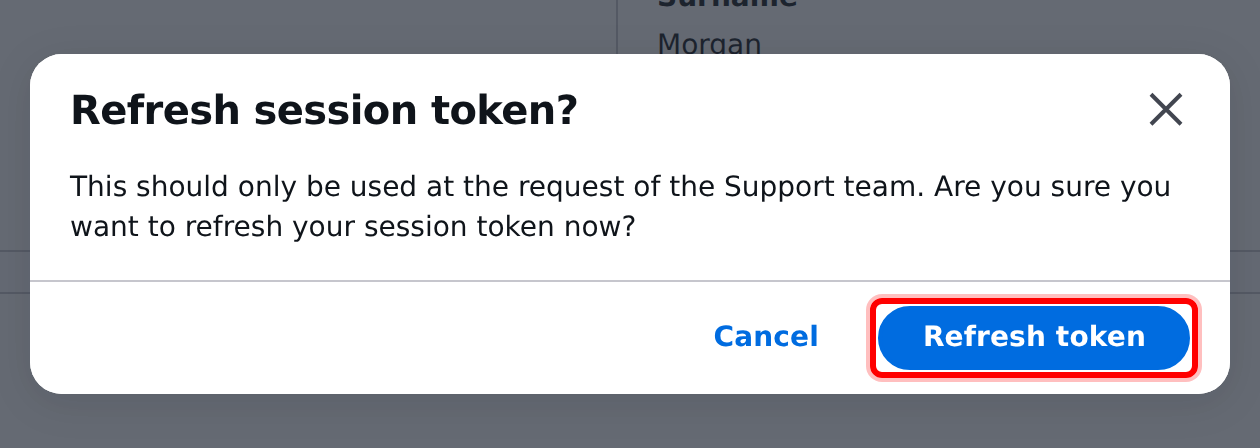 Surname
Morgan
Refresh session token?
This should only be used at the request of the Support team. Are you sure you
want to refresh your session token now?
Cancel
Refresh token